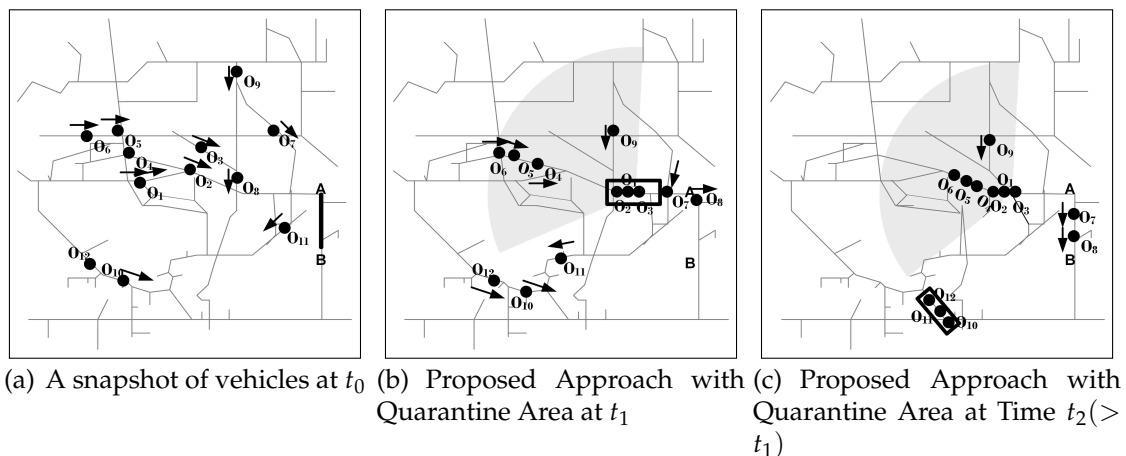 O9
O5
O7
O6
O4
O3
O2
O1
O8
A
O11
B
O12
O10
O9
O6
O5
O4
O1
A
O2
O3
O7
O8
O11
B
O12
O10
O9
O6
O5
O4
O1
A
O2
O3
O7
O8
B
O12
O11
O10
(a) A snapshot of vehicles at t0
(b) Proposed Approach with
Quarantine Area at t1
(c) Proposed Approach with
Quarantine Area at Time t2(>
t1)